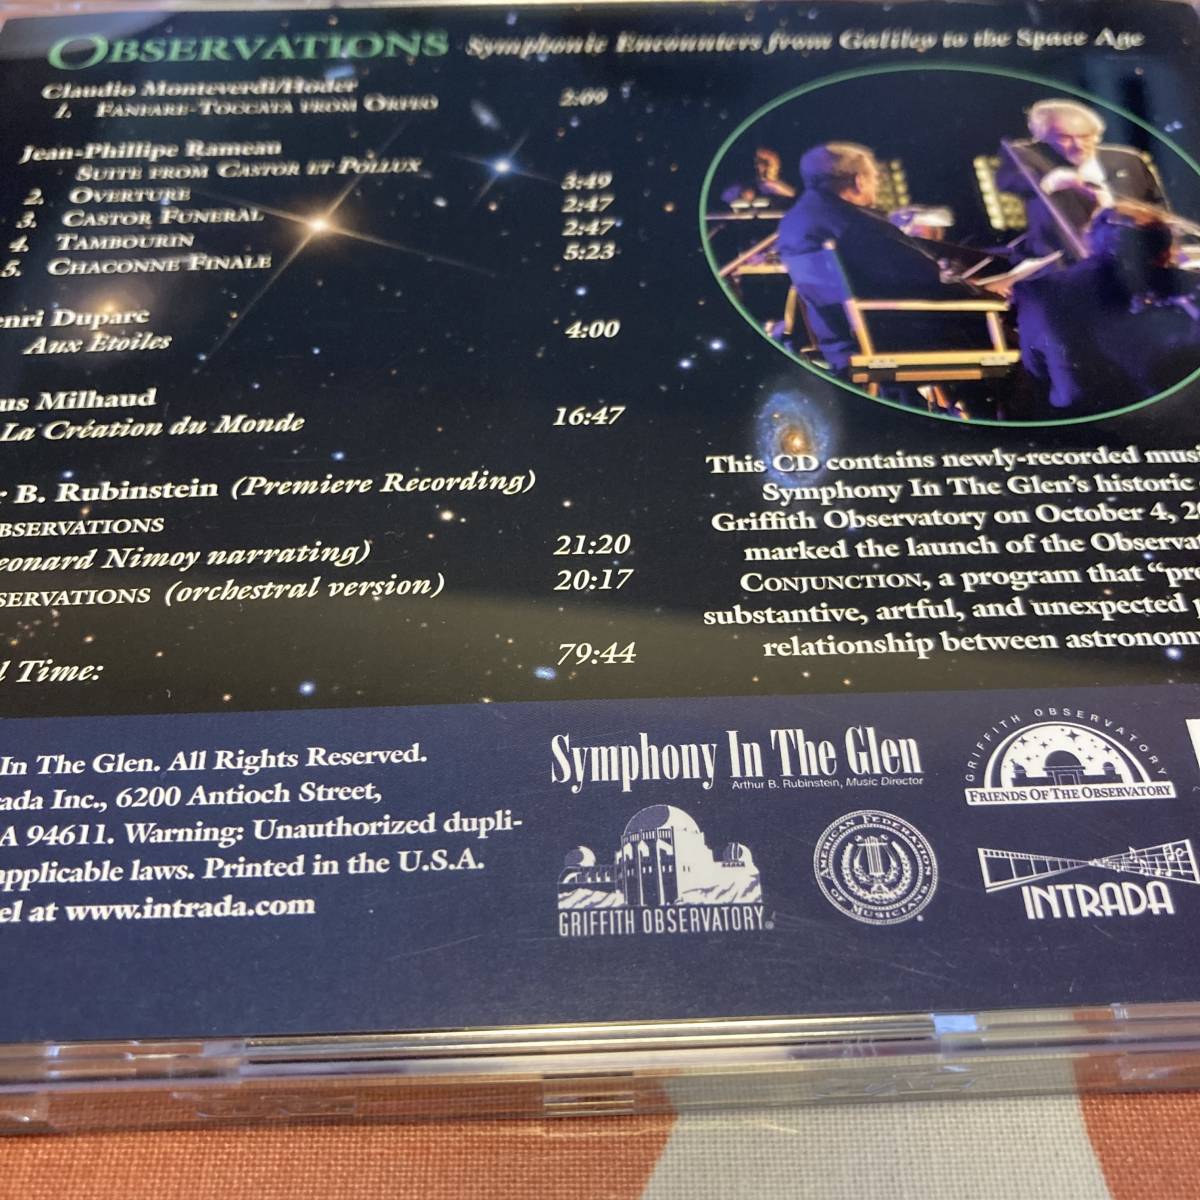 OBSERVATIONS Symphonic Encounters from Galileo to the Space Age
Claudio Monteverdi/Hoder
1. FANFARE-TOCCATA FROM ORFEO 2:09
Jean-Phillipe Rameau
SUITE FROM CASTOR ET POLLUX
2. OVERTURE 3:49
3. CASTOR FUNERAL 2:47
4. TAMBOURIN 2:47
5. CHACONNE FINALE 5:23
enri Duparc
Aux Etoiles 4:00
us Milhaud
La Création du Monde 16:47
r B. Rubinstein (Premiere Recording)
BSERVATIONS
eonard Nimoy narrating) 21:20
SERVATIONS (orchestral version) 20:17
l Time: 79:44
This CD contains newly-recorded musi
Symphony In The Glen's historic
Griffith Observatory on October 4, 20
marked the launch of the Observat
CONJUNCTION, a program that "pre
substantive, artful, and unexpected p
relationship between astronom
In The Glen. All Rights Reserved.
ada Inc., 6200 Antioch Street,
A 94611. Warning: Unauthorized dupli-
applicable laws. Printed in the U.S.A.
el at www.intrada.com
Symphony In The Glen
Arthur B. Rubinstein, Music Director
GRIFFITH OBSERVATORY
FRIENDS OF THE OBSERVATORY
GRIFFITH OBSERVATORY®
AMERICAN FEDERATION OF MUSICIANS
INTRADA